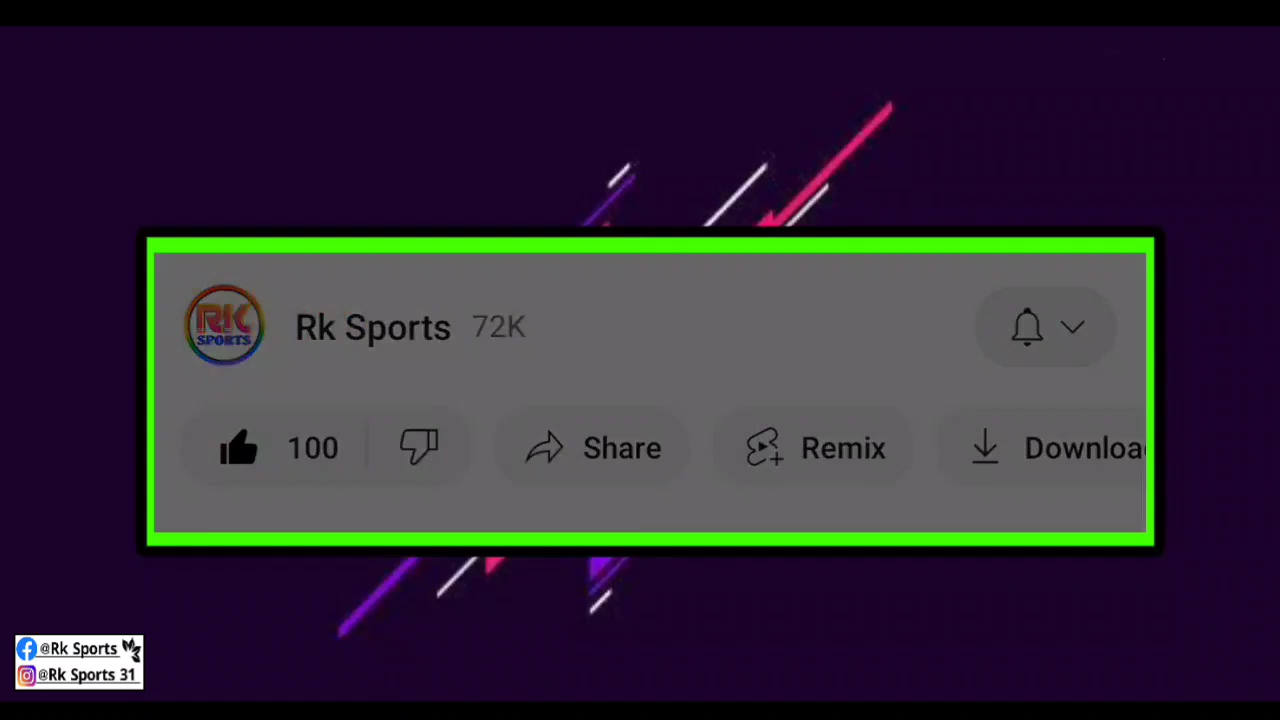 RK
SPORTS
Rk Sports 72K
100 Share Remix Downloa
@Rk Sports
@Rk Sports 31